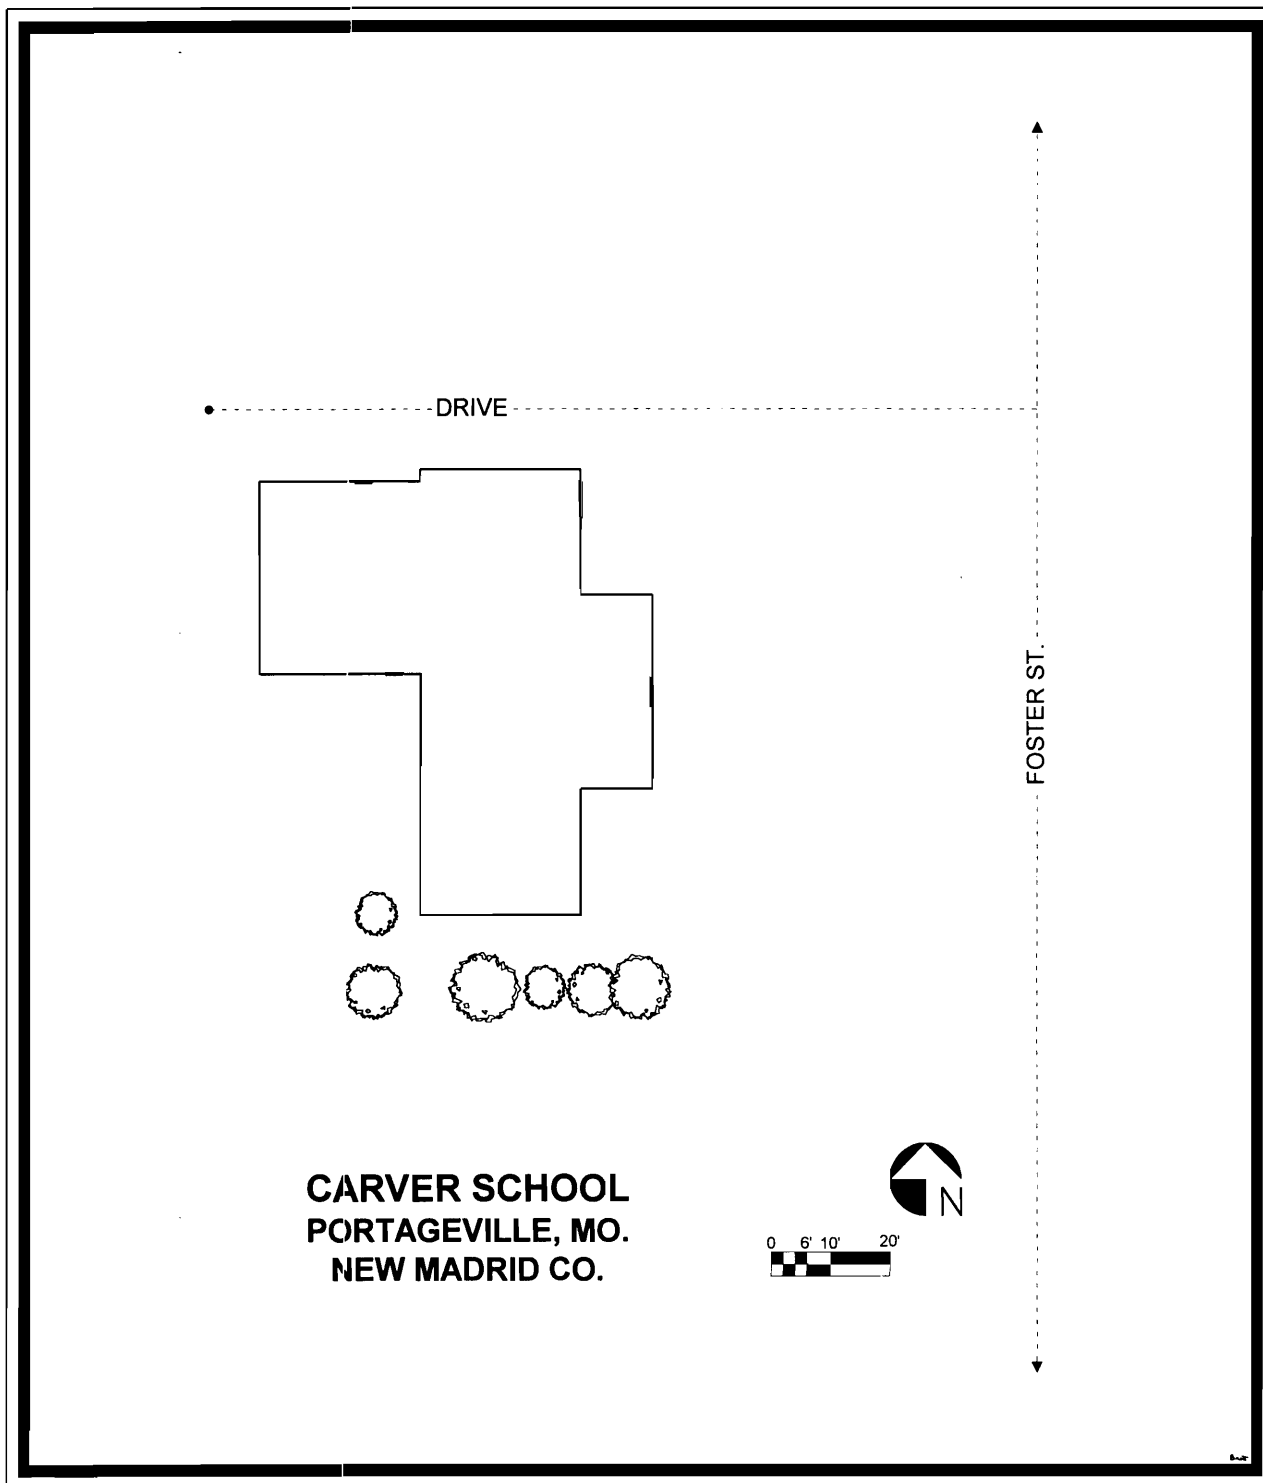 DRIVE
FOSTER ST.
CARVER SCHOOL
PORTAGEVILLE, MO.
NEW MADRID CO.
N
0 6' 10' 20'